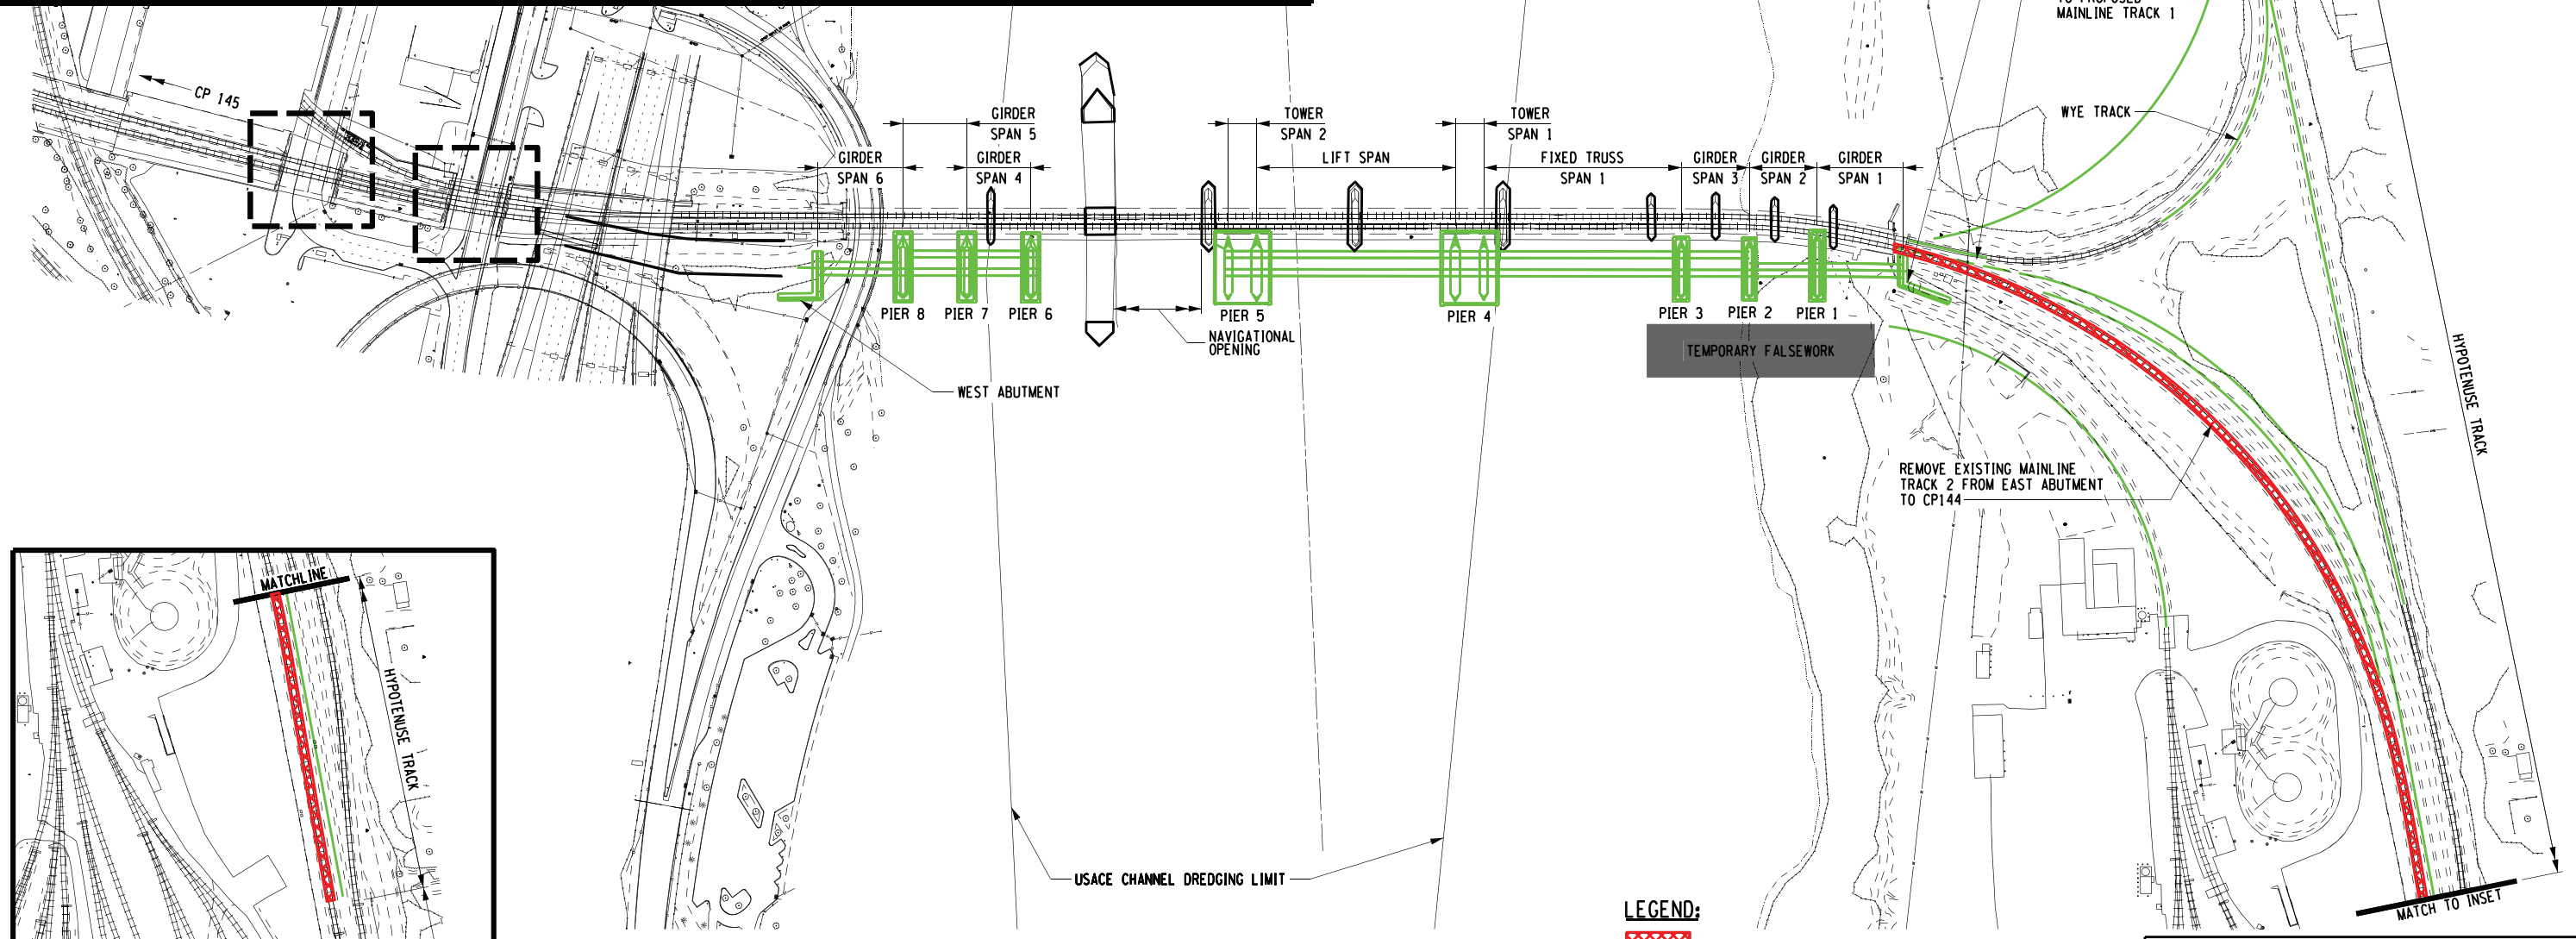 TO PROPOSED
MAINLINE TRACK 1
CP 145
WYE TRACK
GIRDER
SPAN 5
TOWER
SPAN 2
TOWER
SPAN 1
GIRDER
SPAN 6
GIRDER
SPAN 4
LIFT SPAN
FIXED TRUSS
SPAN 1
GIRDER
SPAN 3
GIRDER
SPAN 2
GIRDER
SPAN 1
PIER 8
PIER 7
PIER 6
PIER 5
PIER 4
PIER 3
PIER 2
PIER 1
NAVIGATIONAL
OPENING
TEMPORARY FALSEWORK
WEST ABUTMENT
HYPOTENUSE TRACK
REMOVE EXISTING MAINLINE
TRACK 2 FROM EAST ABUTMENT
TO CP144
MATCHLINE
HYPOTENUSE TRACK
USACE CHANNEL DREDGING LIMIT
LEGEND:
MATCH TO INSET